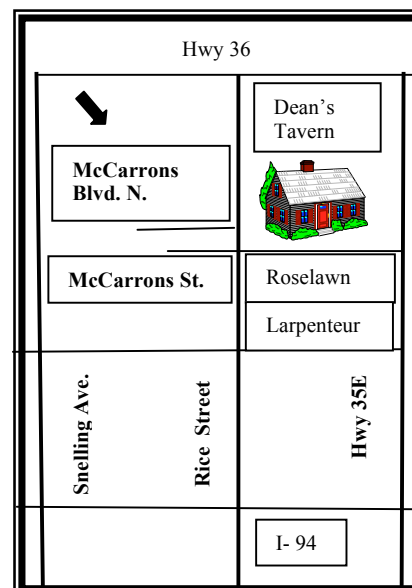 Hwy 36
Dean's
Tavern
McCarrons
Blvd. N.
McCarrons St.
Roselawn
Larpenteur
Snelling Ave.
Rice Street
Hwy 35E
I- 94